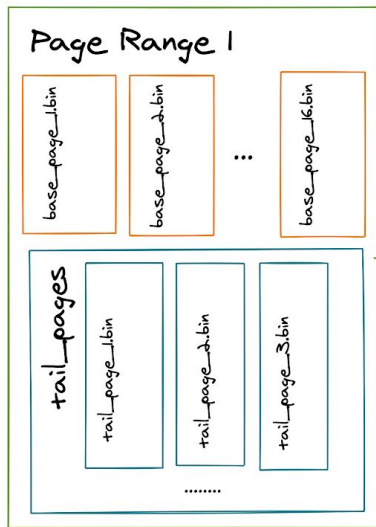 Page Range 1
base_page_1.bin
base_page_2.bin
...
base_page_16.bin
tail_pages
tail_page_1.bin
tail_page_2.bin
tail_page_3.bin
........